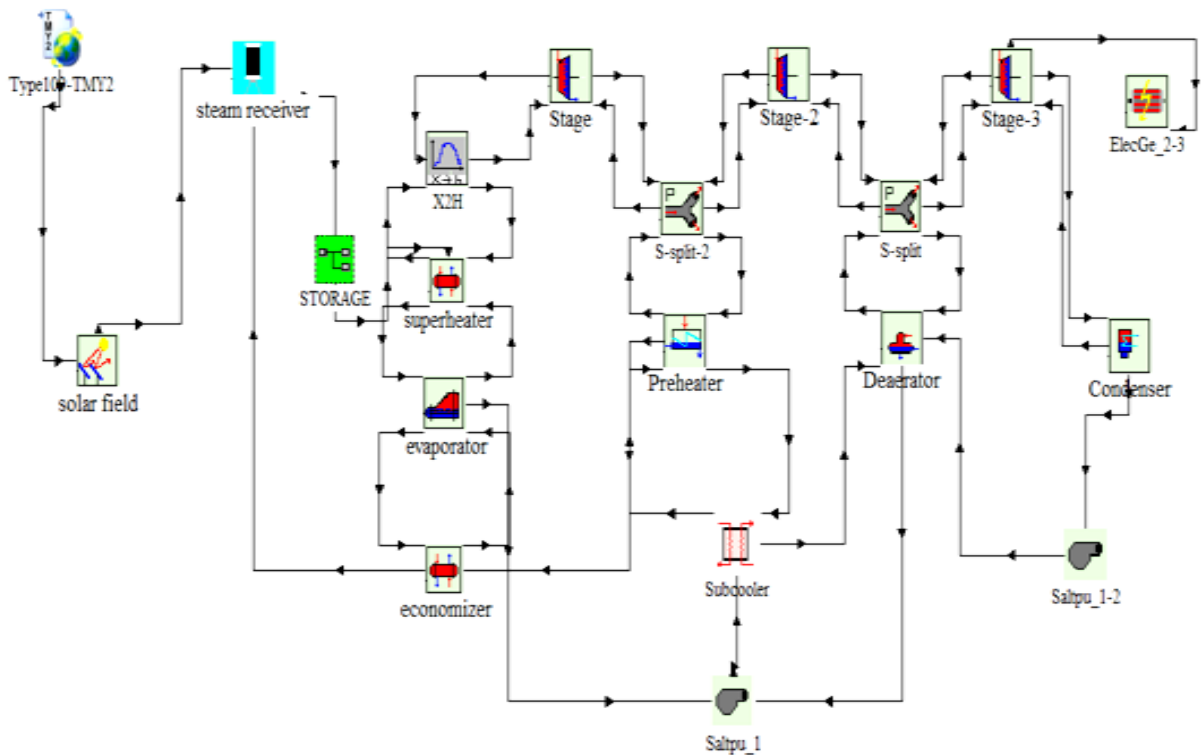 TMY2
Type109-TMY2
steam receiver
Stage
Stage-2
Stage-3
ElecGe_2-3
X2H
P
S-split-2
P
S-split
STORAGE
superheater
solar field
Preheater
Deaerator
Condenser
evaporator
economizer
Subcooler
Saltpu_1-2
Saltpu_1